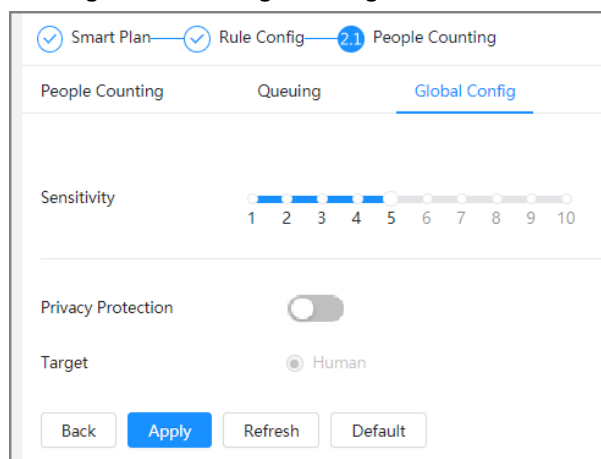 Smart Plan Rule Config 2.1 People Counting
People Counting Queuing Global Config
Sensitivity
1 2 3 4 5 6 7 8 9 10
Privacy Protection
Target Human
Back Apply Refresh Default